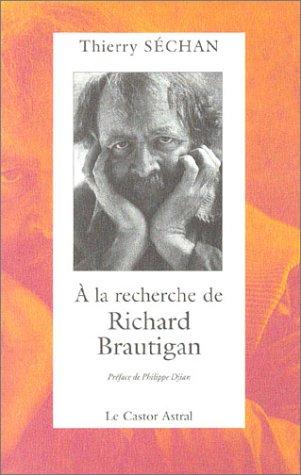 Thierry SÉCHAN
À la recherche de
Richard
Brautigan
Préface de Philippe Djian
Le Castor Astral